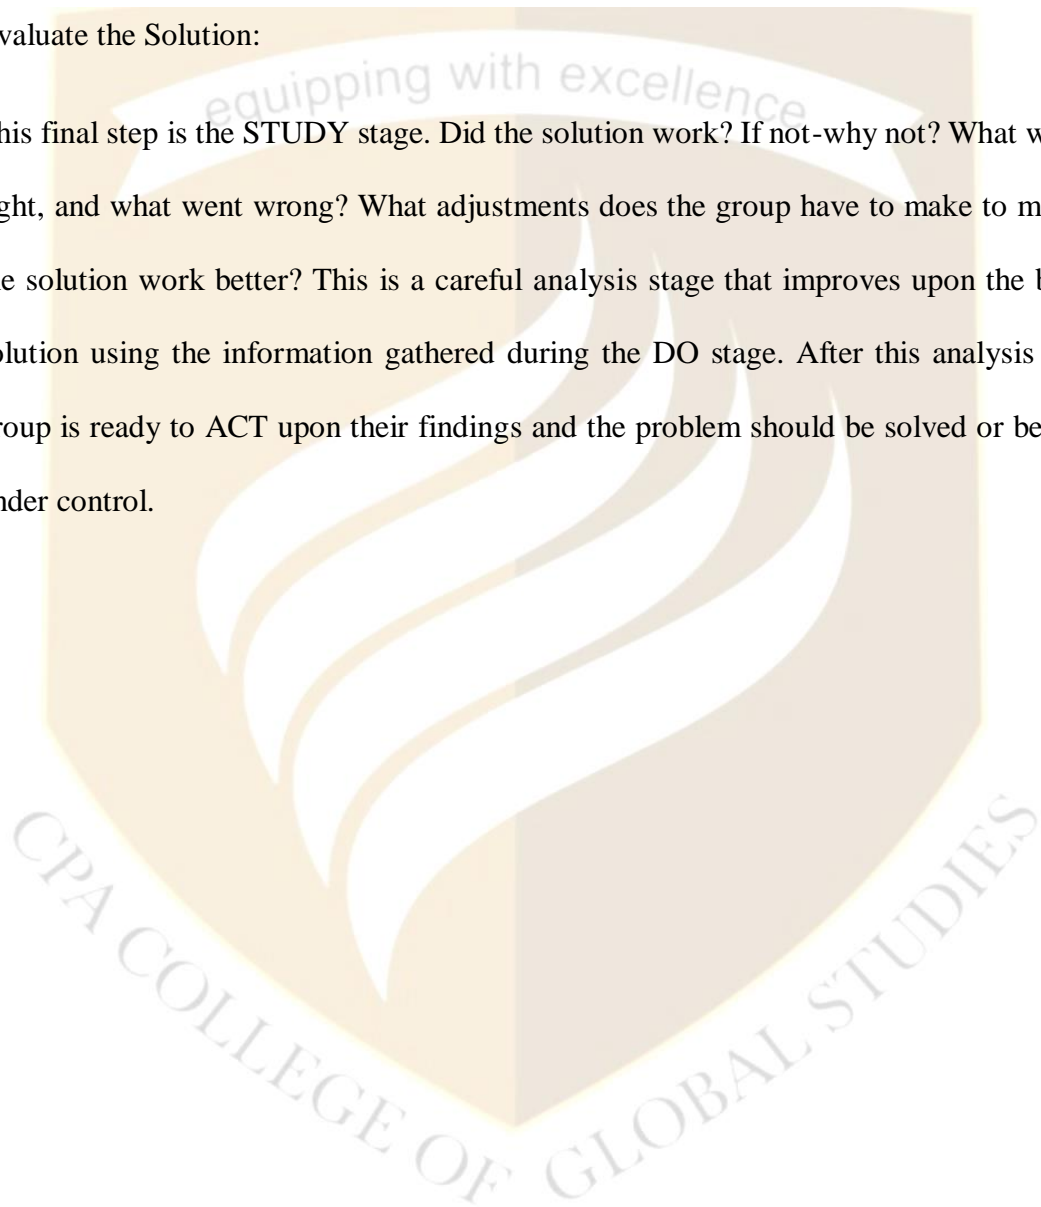 valuate the Solution:
equipping with excellence
his final step is the STUDY stage. Did the solution work? If not-why not? What w
ght, and what went wrong? What adjustments does the group have to make to m
e solution work better? This is a careful analysis stage that improves upon the b
olution using the information gathered during the DO stage. After this analysis
roup is ready to ACT upon their findings and the problem should be solved or be
nder control.
CPA COLLEGE OF GLOBAL STUDIES